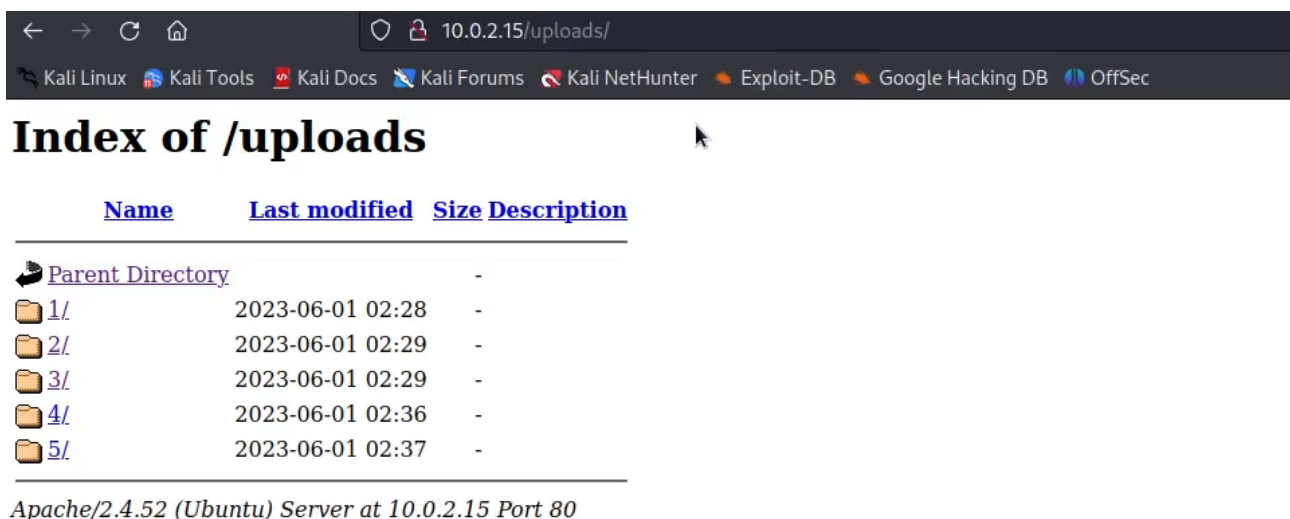 10.0.2.15/uploads/
Kali Linux Kali Tools Kali Docs Kali Forums Kali NetHunter Exploit-DB Google Hacking DB OffSec
Index of /uploads
Name Last modified Size Description
Parent Directory -
1/ 2023-06-01 02:28 -
2/ 2023-06-01 02:29 -
3/ 2023-06-01 02:29 -
4/ 2023-06-01 02:36 -
5/ 2023-06-01 02:37 -
Apache/2.4.52 (Ubuntu) Server at 10.0.2.15 Port 80